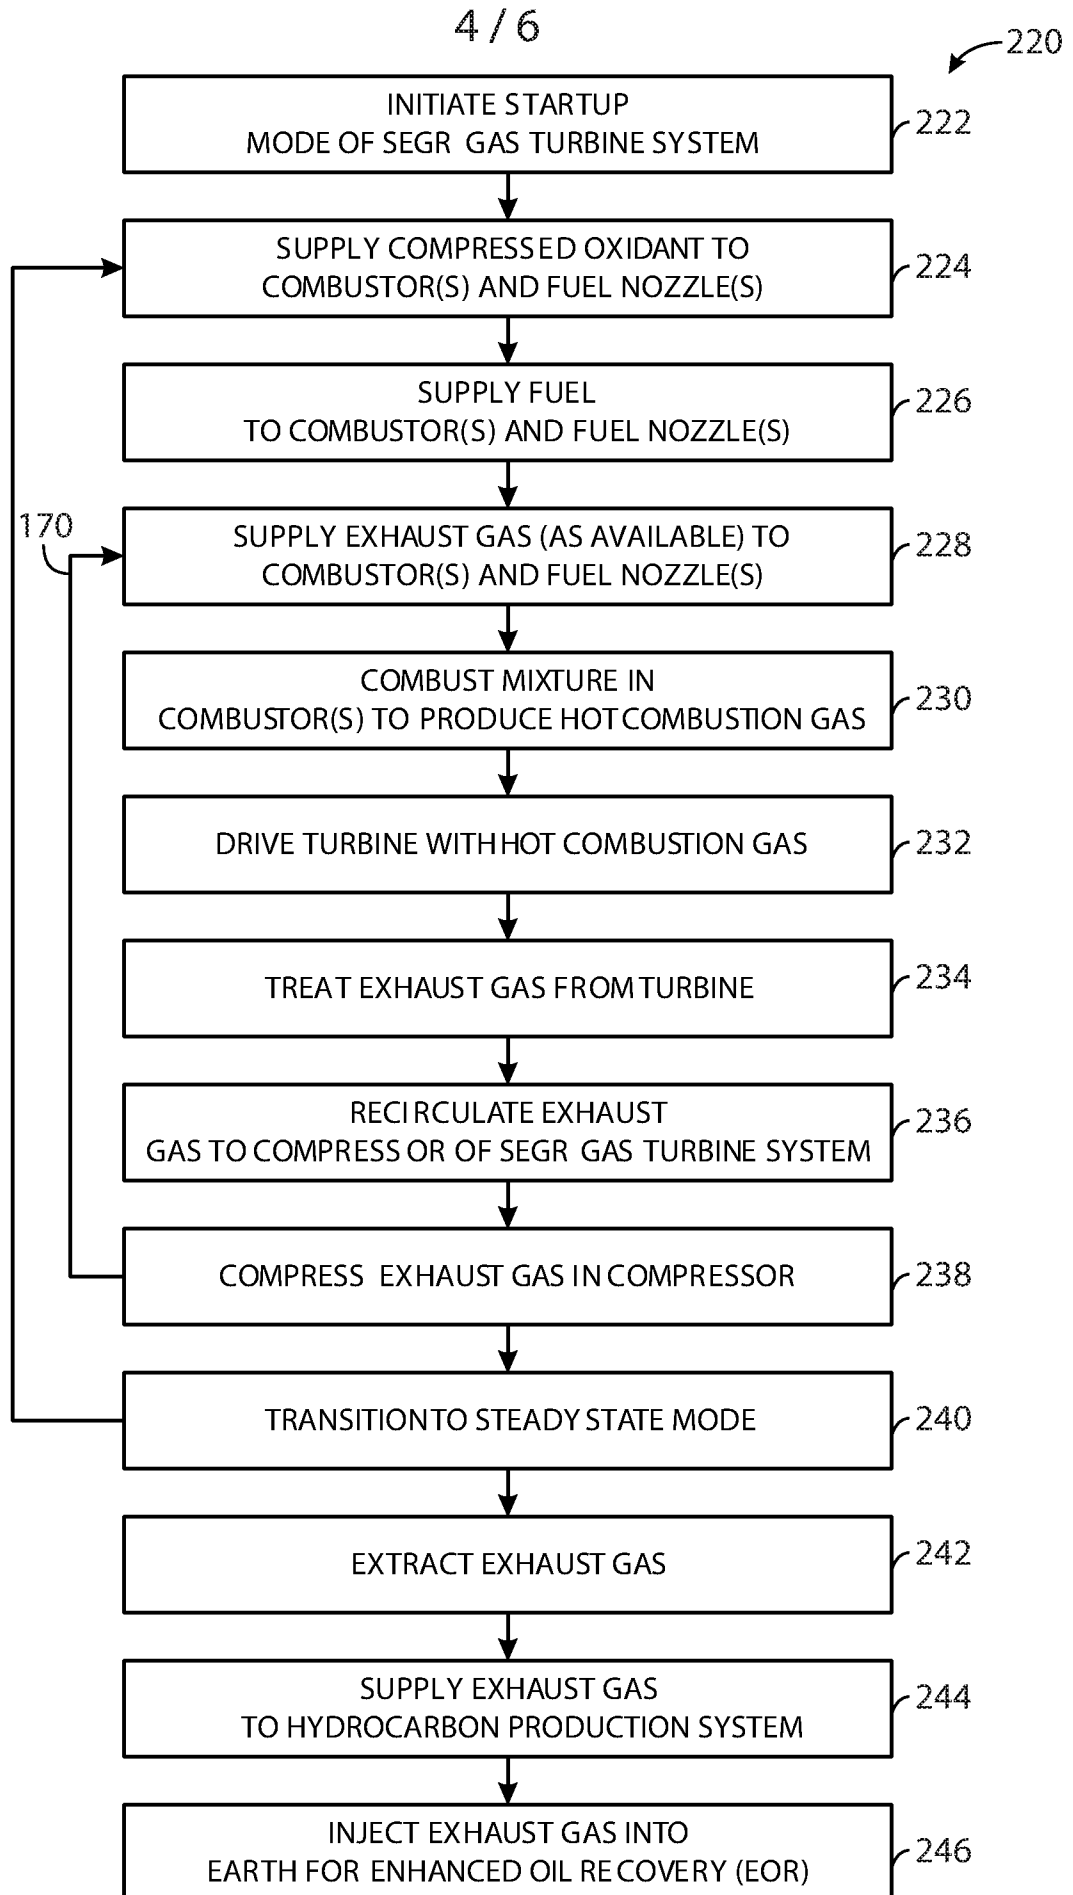 4 / 6
220
INITIATE STARTUP
MODE OF SEGR GAS TURBINE SYSTEM
222
SUPPLY COMPRESSED OXIDANT TO
COMBUSTOR(S) AND FUEL NOZZLE(S)
224
SUPPLY FUEL
TO COMBUSTOR(S) AND FUEL NOZZLE(S)
226
170
SUPPLY EXHAUST GAS (AS AVAILABLE) TO
COMBUSTOR(S) AND FUEL NOZZLE(S)
228
COMBUST MIXTURE IN
COMBUSTOR(S) TO PRODUCE HOT COMBUSTION GAS
230
DRIVE TURBINE WITH HOT COMBUSTION GAS
232
TREAT EXHAUST GAS FROM TURBINE
234
RECIRCULATE EXHAUST
GAS TO COMPRESSOR OF SEGR GAS TURBINE SYSTEM
236
COMPRESS EXHAUST GAS IN COMPRESSOR
238
TRANSITION TO STEADY STATE MODE
240
EXTRACT EXHAUST GAS
242
SUPPLY EXHAUST GAS
TO HYDROCARBON PRODUCTION SYSTEM
244
INJECT EXHAUST GAS INTO
EARTH FOR ENHANCED OIL RECOVERY (EOR)
246